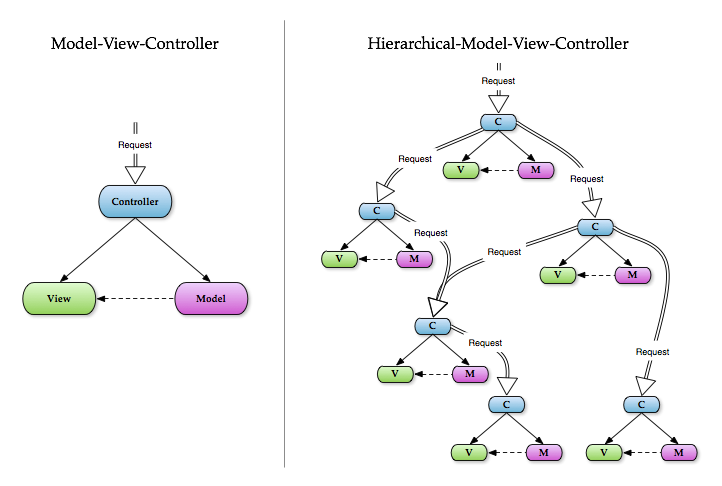 Model-View-Controller
Request
Controller
View
Model
Hierarchical-Model-View-Controller
Request
C
V
M
Request
Request
C
V
M
Request
C
V
M
Request
C
V
M
Request
C
V
M
Request
C
V
M